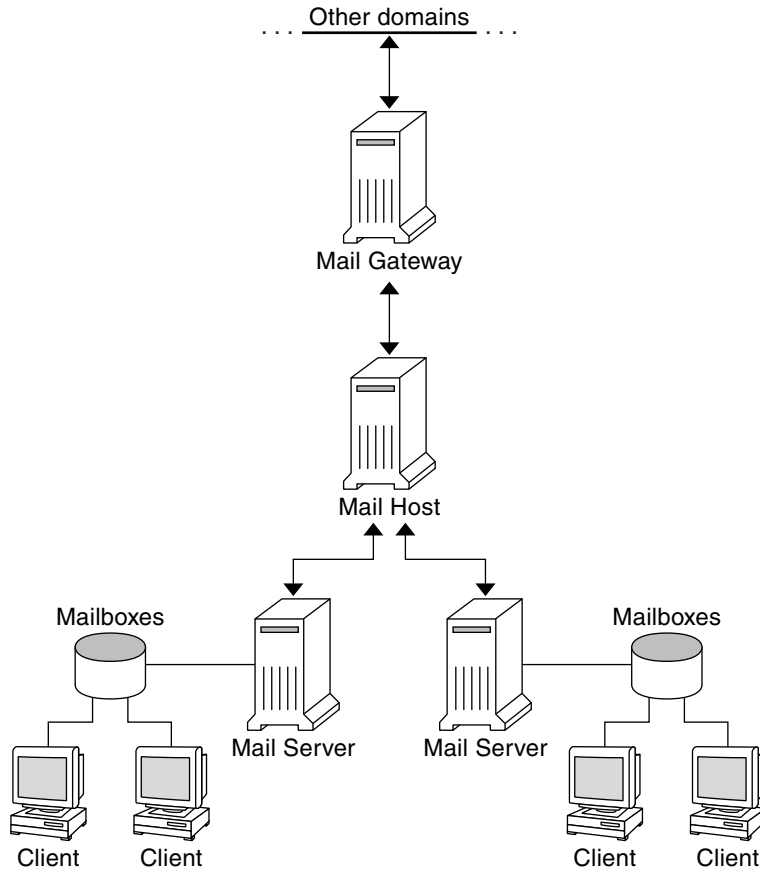 Other domains
Mail Gateway
Mail Host
Mailboxes
Mailboxes
Mail Server
Mail Server
Client
Client
Client
Client